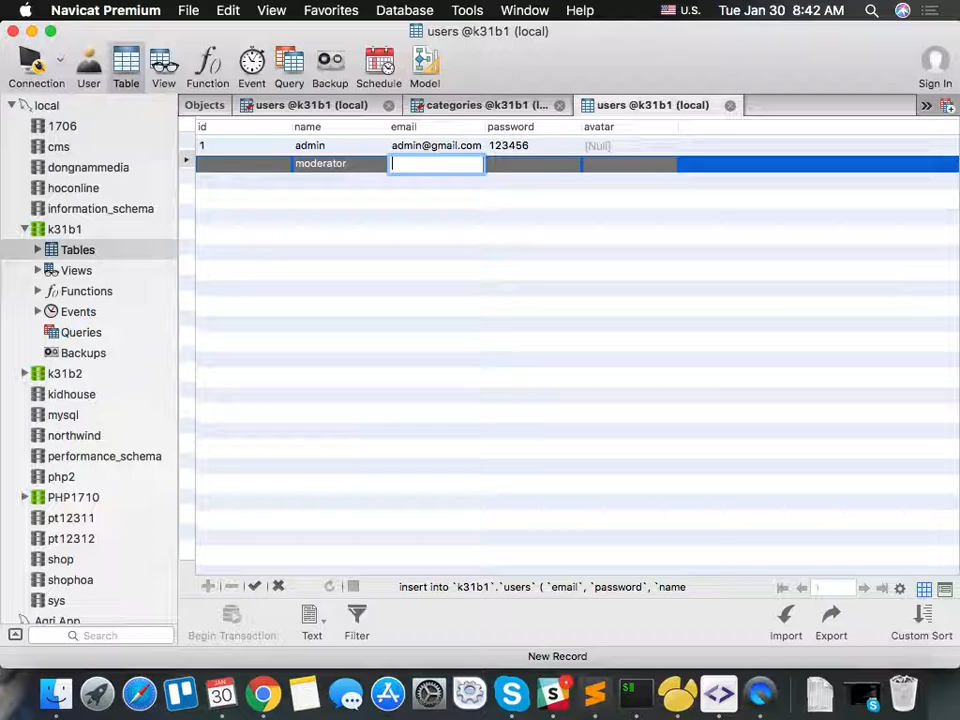 Navicat Premium File Edit View Favorites Database Tools Window Help U.S. Tue Jan 30 8:42 AM
users @k31b1 (local)
Connection User Table View Function Event Query Backup Schedule Model Sign In
Objects users @k31b1 (local) categories @k31b1 (l... users @k31b1 (local) »
id name email password avatar
1 admin admin@gmail.com 123456 [Null]
moderator
local
1706
cms
dongnammedia
hoconline
information_schema
k31b1
Tables
Views
Functions
Events
Queries
Backups
k31b2
kidhouse
mysql
northwind
performance_schema
php2
PHP1710
pt12311
pt12312
shop
shophoa
sys
Agri App
Search
insert into `k31b1`.`users` ( `email`, `password`, `name
Begin Transaction Text Filter Import Export Custom Sort
New Record
30